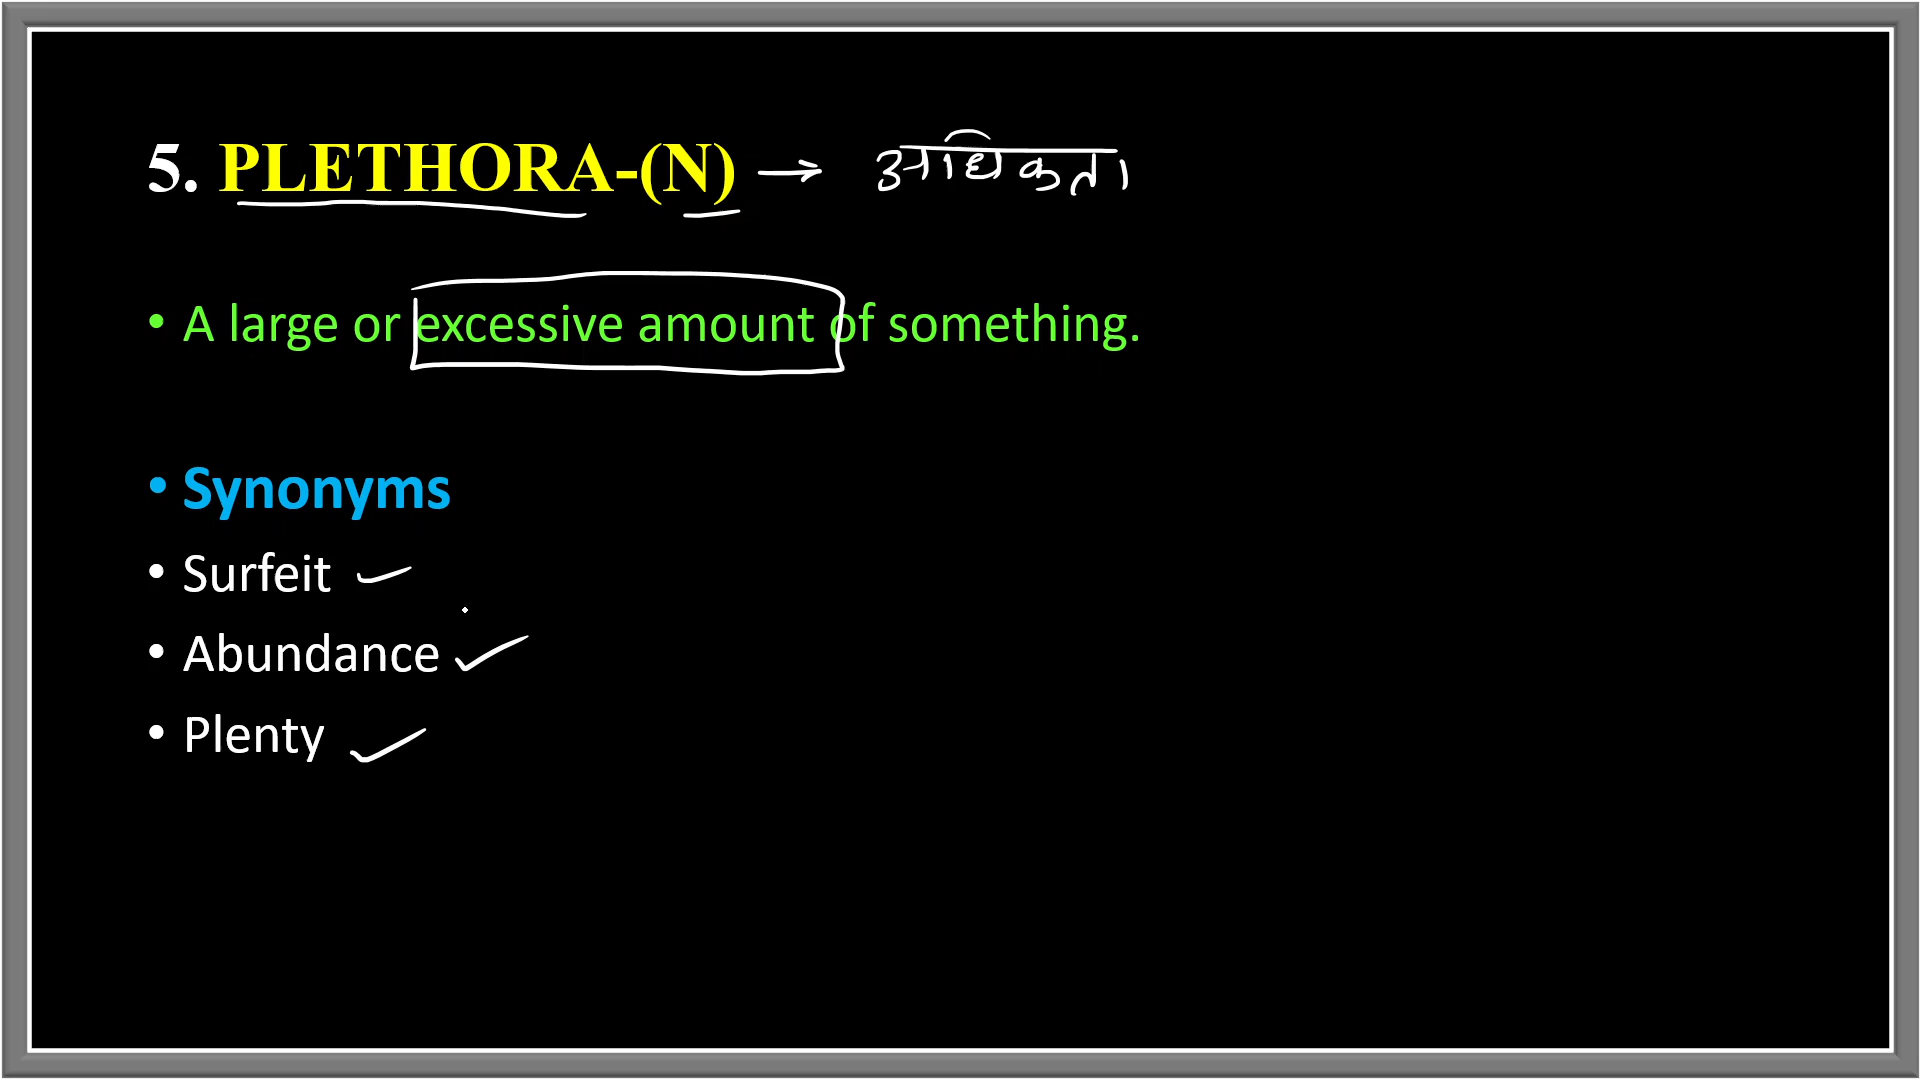 5. PLETHORA-(N) → अधिकता
• A large or excessive amount of something.
• Synonyms
• Surfeit
• Abundance
• Plenty